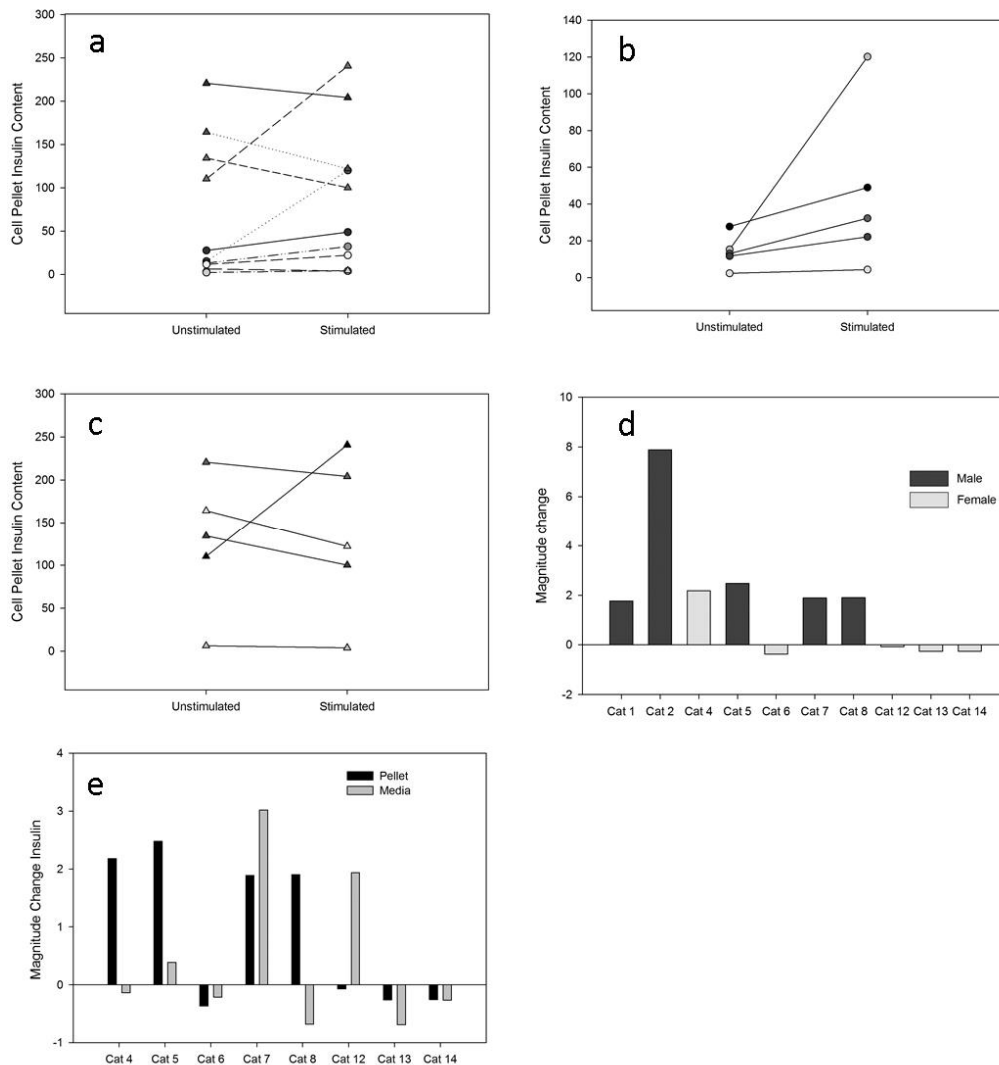 a
300
250
200
150
100
50
0
Cell Pellet Insulin Content
Unstimulated Stimulated
b
140
120
100
80
60
40
20
0
-20
Cell Pellet Insulin Content
Unstimulated Stimulated
c
300
250
200
150
100
50
0
Cell Pellet Insulin Content
Unstimulated Stimulated
d
10
8
6
4
2
0
-2
Magnitude change
Male
Female
Cat 1 Cat 2 Cat 4 Cat 5 Cat 6 Cat 7 Cat 8 Cat 12 Cat 13 Cat 14
e
4
3
2
1
0
-1
Magnitude Change Insulin
Pellet
Media
Cat 4 Cat 5 Cat 6 Cat 7 Cat 8 Cat 12 Cat 13 Cat 14